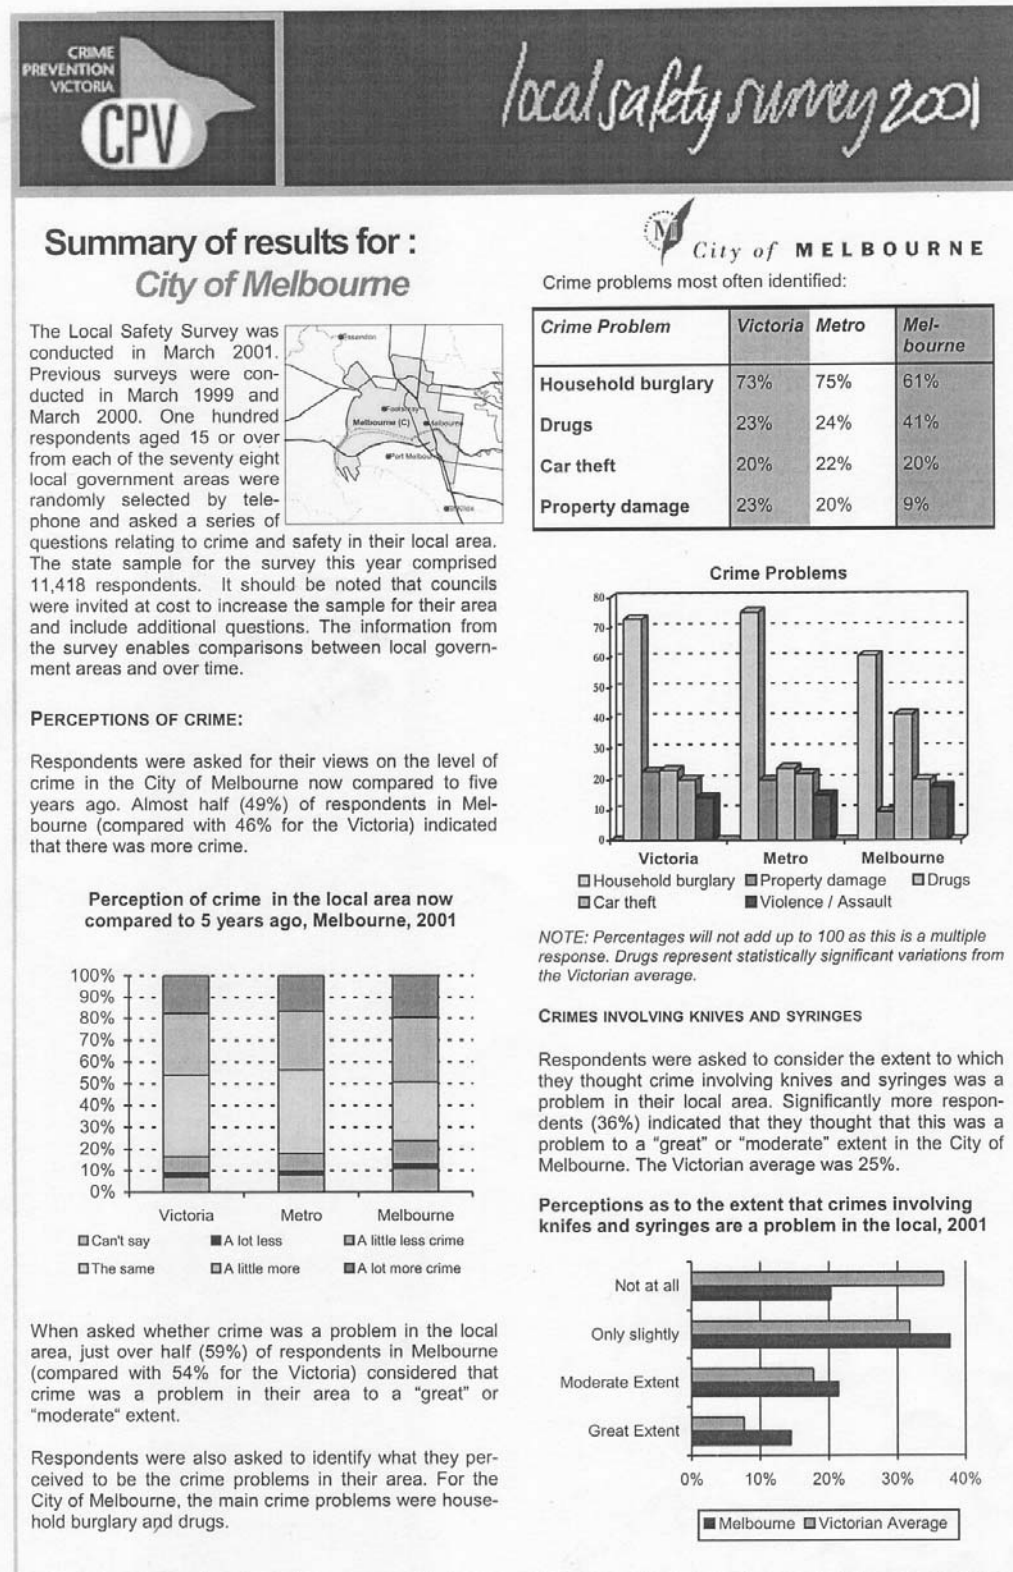 CRIME
PREVENTION
VICTORIA
CPV
local safety survey 2001
Summary of results for :
City of Melbourne
The Local Safety Survey was
conducted in March 2001.
Previous surveys were con-
ducted in March 1999 and
March 2000. One hundred
respondents aged 15 or over
from each of the seventy eight
local government areas were
randomly selected by tele-
phone and asked a series of
questions relating to crime and safety in their local area.
The state sample for the survey this year comprised
11,418 respondents. It should be noted that councils
were invited at cost to increase the sample for their area
and include additional questions. The information from
the survey enables comparisons between local govern-
ment areas and over time.
Essendon
Footscray
Melbourne (C)
Melbourne
Port Melbourne
St Kilda
PERCEPTIONS OF CRIME:
Respondents were asked for their views on the level of
crime in the City of Melbourne now compared to five
years ago. Almost half (49%) of respondents in Mel-
bourne (compared with 46% for the Victoria) indicated
that there was more crime.
Perception of crime in the local area now
compared to 5 years ago, Melbourne, 2001
100%
90%
80%
70%
60%
50%
40%
30%
20%
10%
0%
Victoria Metro Melbourne
Can't say A lot less A little less crime
The same A little more A lot more crime
When asked whether crime was a problem in the local
area, just over half (59%) of respondents in Melbourne
(compared with 54% for the Victoria) considered that
crime was a problem in their area to a "great" or
"moderate" extent.
Respondents were also asked to identify what they per-
ceived to be the crime problems in their area. For the
City of Melbourne, the main crime problems were house-
hold burglary and drugs.
M
City of MELBOURNE
Crime problems most often identified:
Crime Problem Victoria Metro Mel-
bourne
Household burglary 73% 75% 61%
Drugs 23% 24% 41%
Car theft 20% 22% 20%
Property damage 23% 20% 9%
Crime Problems
80
70
60
50
40
30
20
10
0
Victoria Metro Melbourne
Household burglary Property damage Drugs
Car theft Violence / Assault
NOTE: Percentages will not add up to 100 as this is a multiple
response. Drugs represent statistically significant variations from
the Victorian average.
CRIMES INVOLVING KNIVES AND SYRINGES
Respondents were asked to consider the extent to which
they thought crime involving knives and syringes was a
problem in their local area. Significantly more respon-
dents (36%) indicated that they thought that this was a
problem to a "great" or "moderate" extent in the City of
Melbourne. The Victorian average was 25%.
Perceptions as to the extent that crimes involving
knifes and syringes are a problem in the local, 2001
Not at all
Only slightly
Moderate Extent
Great Extent
0% 10% 20% 30% 40%
Melbourne Victorian Average